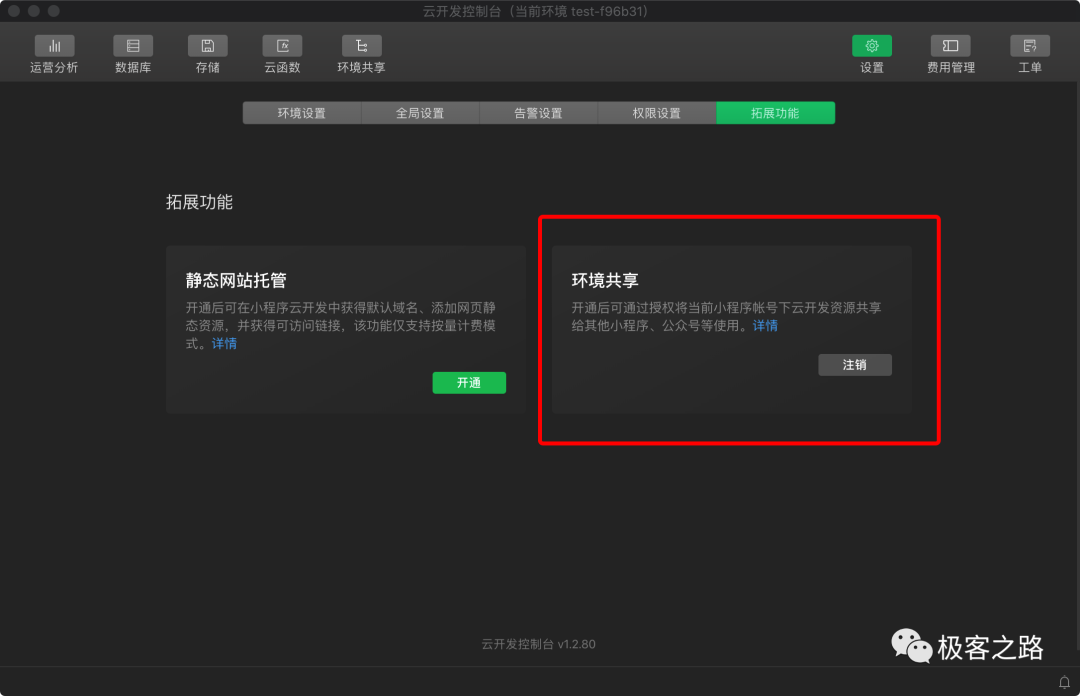 云开发控制台（当前环境 test-f96b31）
运营分析 数据库 存储 云函数 环境共享 设置 费用管理 工单
环境设置 全局设置 告警设置 权限设置 拓展功能
拓展功能
静态网站托管
开通后可在小程序云开发中获得默认域名、添加网页静
态资源，并获得可访问链接，该功能仅支持按量计费模
式。详情
开通
环境共享
开通后可通过授权将当前小程序帐号下云开发资源共享
给其他小程序、公众号等使用。详情
注销
云开发控制台 v1.2.80
极客之路